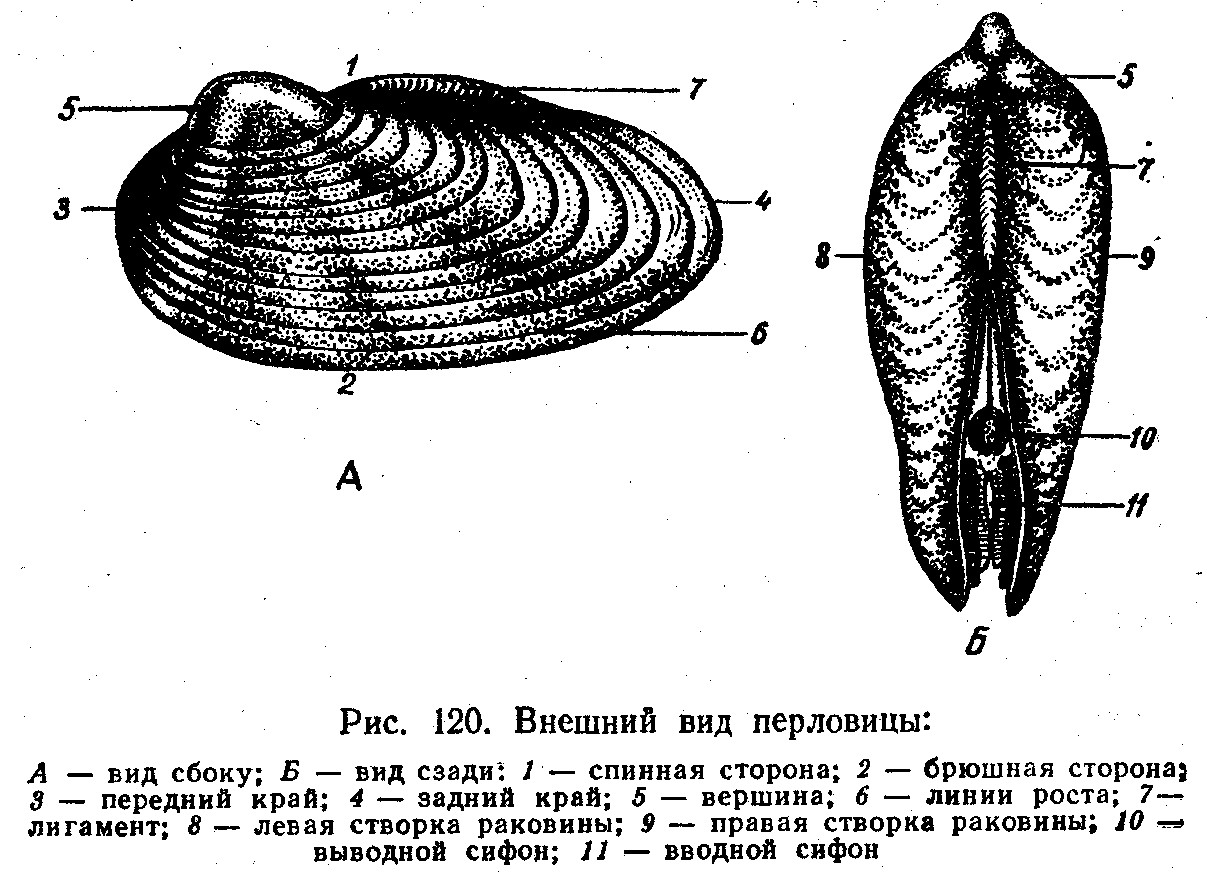 1
5
7
3
4
6
2
А
5
7
8
9
10
11
Б
Рис. 120. Внешний вид перловицы:
А — вид сбоку; Б — вид сзади: 1 — спинная сторона; 2 — брюшная сторона;
3 — передний край; 4 — задний край; 5 — вершина; 6 — линии роста; 7—
лигамент; 8 — левая створка раковины; 9 — правая створка раковины; 10 —
выводной сифон; 11 — вводной сифон